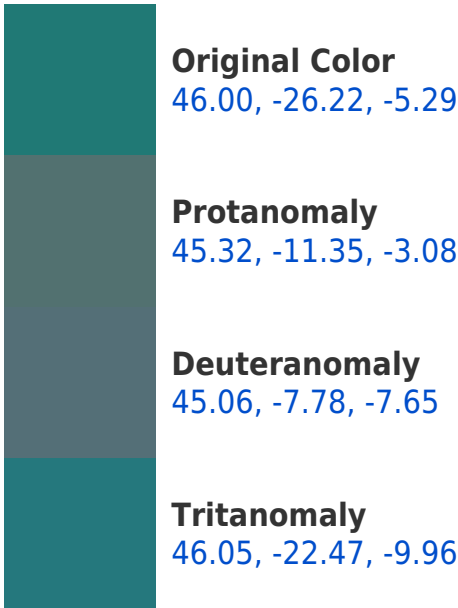 Original Color
46.00, -26.22, -5.29
Protanomaly
45.32, -11.35, -3.08
Deuteranomaly
45.06, -7.78, -7.65
Tritanomaly
46.05, -22.47, -9.96